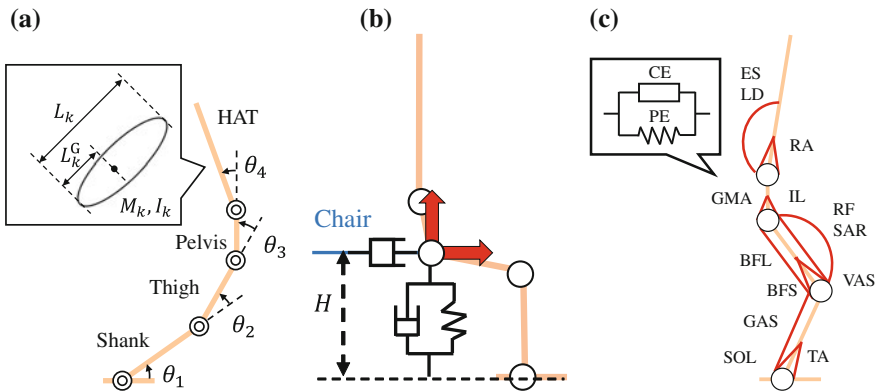 (a)
L_k
L_k^G
M_k, I_k
HAT
θ_4
Pelvis
θ_3
Thigh
θ_2
Shank
θ_1
(b)
Chair
H
(c)
CE
PE
ES
LD
RA
GMA
IL
RF
SAR
BFL
BFS
VAS
GAS
SOL
TA